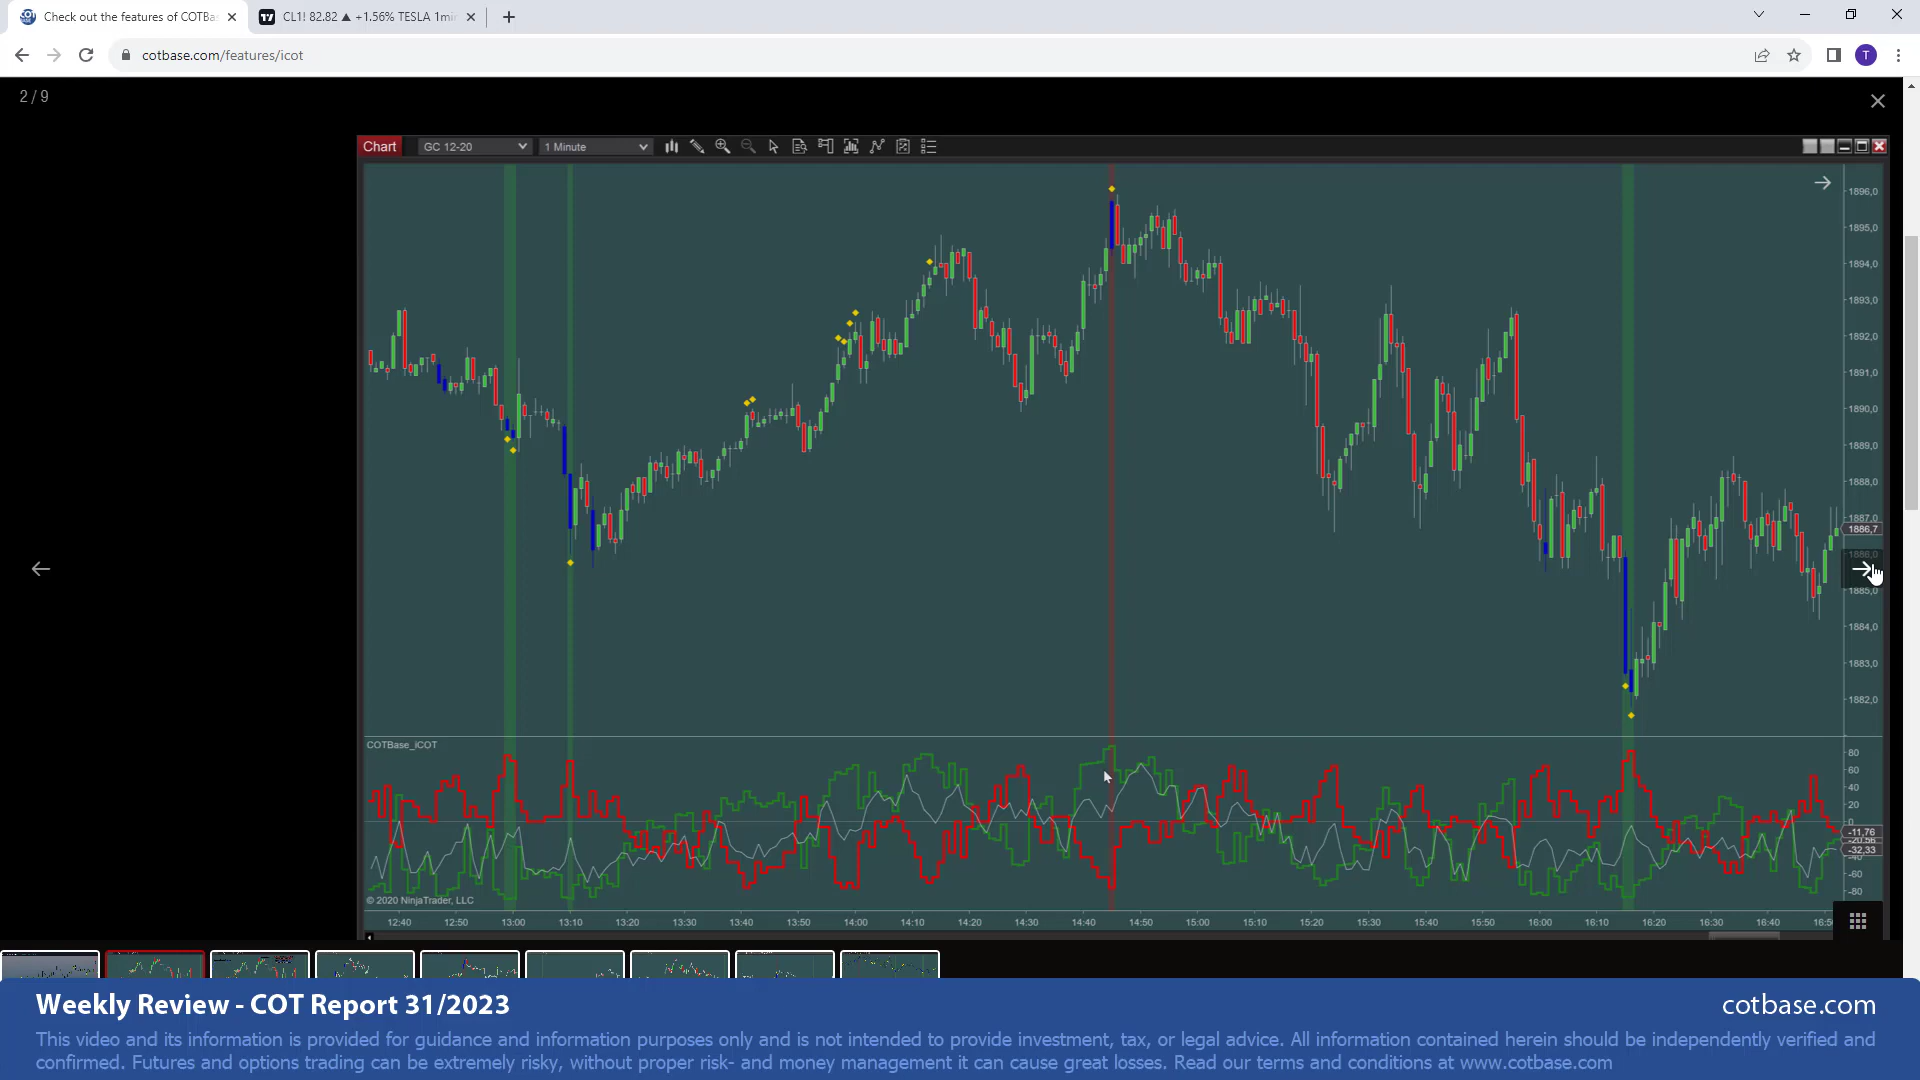 Check out the features of COTBa
CL1! 82.82 ▲ +1.56% TESLA 1mi
cotbase.com/features/icot
T
2 / 9
Chart
GC 12-20
1 Minute
1896,0
1895,0
1894,0
1893,0
1892,0
1891,0
1890,0
1889,0
1888,0
1887,0
1886,7
1886,0
1885,0
1884,0
1883,0
1882,0
COTBase_iCOT
80
60
40
20
0
-11,76
-20,56
-32,33
-40
-60
-80
© 2020 NinjaTrader, LLC
12:40 12:50 13:00 13:10 13:20 13:30 13:40 13:50 14:00 14:10 14:20 14:30 14:40 14:50 15:00 15:10 15:20 15:30 15:40 15:50 16:00 16:10 16:20 16:30 16:40 16:50
Weekly Review - COT Report 31/2023
cotbase.com
This video and its information is provided for guidance and information purposes only and is not intended to provide investment, tax, or legal advice. All information contained herein should be independently verified and
confirmed. Futures and options trading can be extremely risky, without proper risk- and money management it can cause great losses. Read our terms and conditions at www.cotbase.com